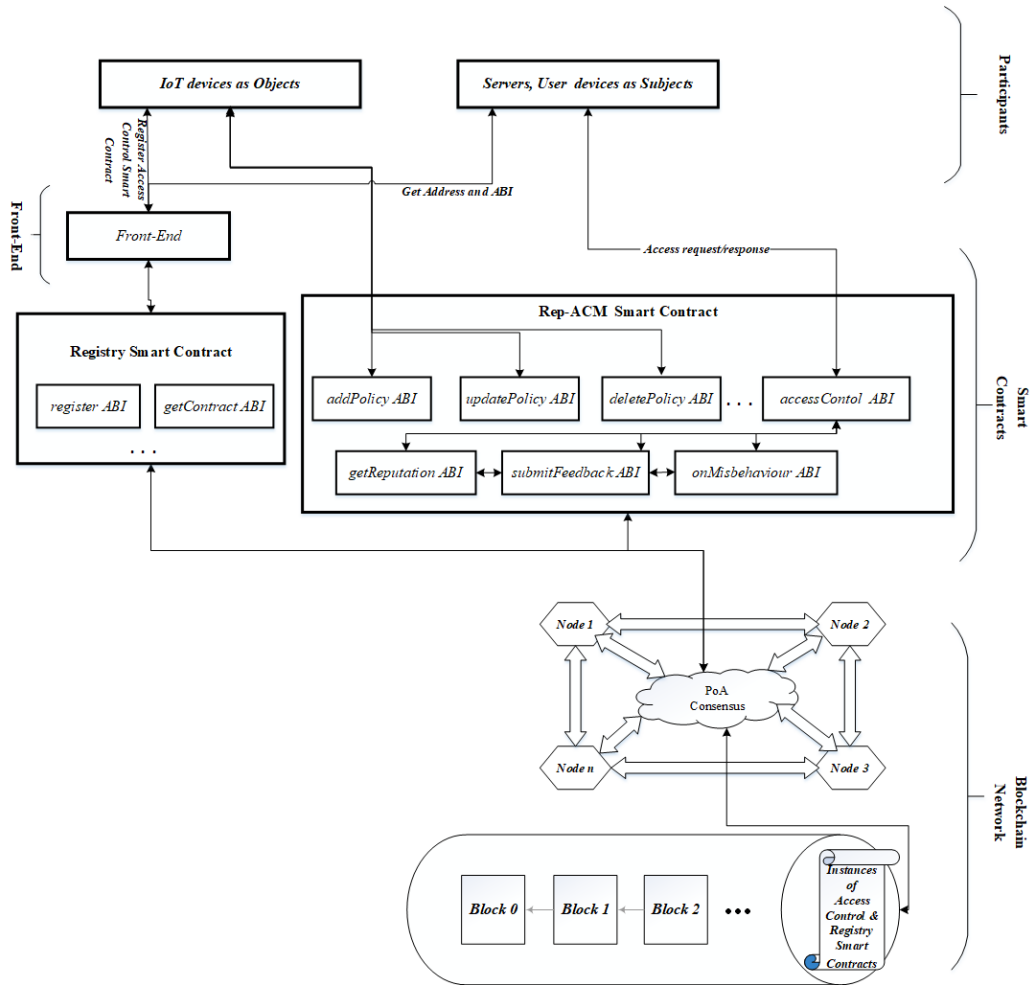 Participants
IoT devices as Objects
Servers, User devices as Subjects
Register Access
Control Smart
Contract
Get Address and ABI
Front-End
Front-End
Access request/response
Smart
Contracts
Registry Smart Contract
register ABI
getContract ABI
. . .
Rep-ACM Smart Contract
addPolicy ABI
updatePolicy ABI
deletePolicy ABI
. . .
accessContol ABI
getReputation ABI
submitFeedback ABI
onMisbehaviour ABI
Node 1
Node 2
PoA
Consensus
Node n
Node 3
Blockchain
Network
Block 0
Block 1
Block 2
...
Instances
of
Access
Control &
Registry
Smart
Contracts